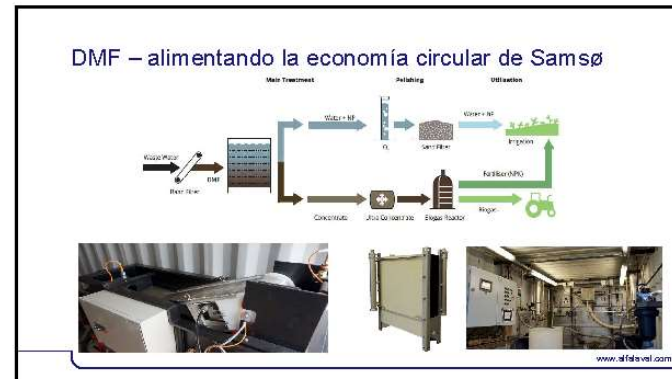 DMF – alimentando la economía circular de Samsø
Main Treatment
Polishing
Utilisation
Water + NP
Water + NP
O₃
Sand Filter
Irrigation
Waste Water
DMF
Band Filter
Fertiliser (NPK)
Biogas
Concentrate
Ultra Concentrate
Biogas Reactor
www.alfalaval.com